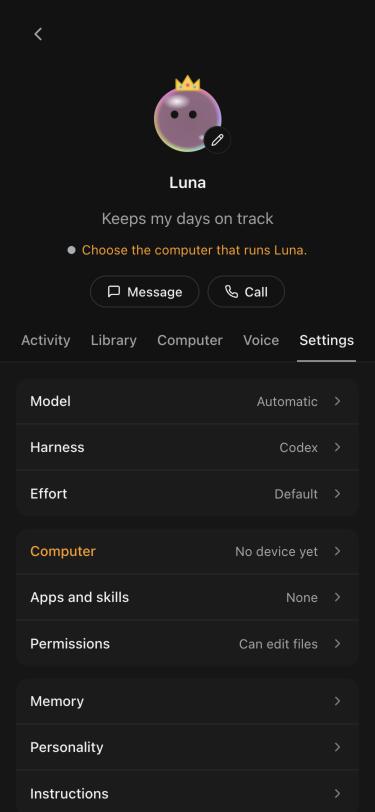 Luna
Keeps my days on track
Choose the computer that runs Luna.
Message
Call
Activity
Library
Computer
Voice
Settings
Model
Automatic
Harness
Codex
Effort
Default
Computer
No device yet
Apps and skills
None
Permissions
Can edit files
Memory
Personality
Instructions